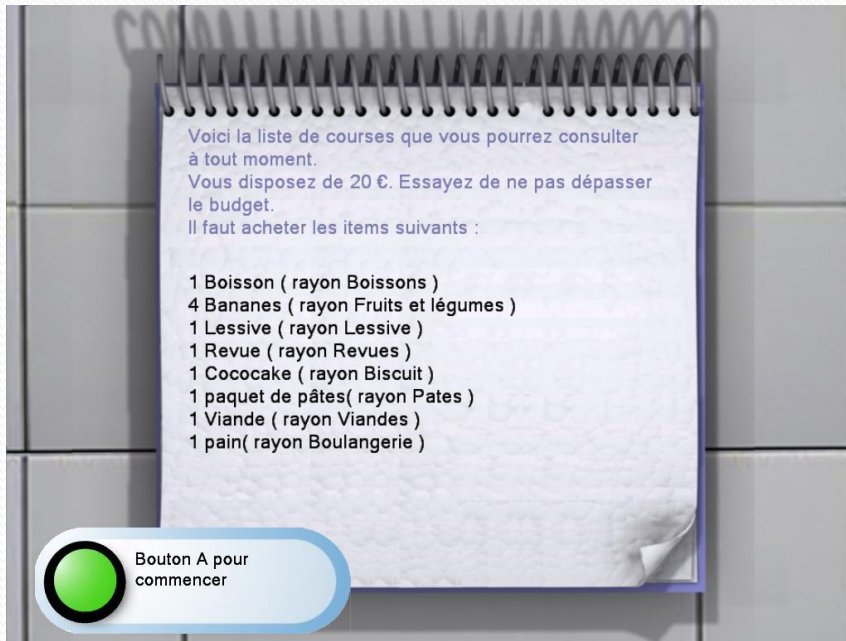 Voici la liste de courses que vous pourrez consulter
à tout moment.
Vous disposez de 20 €. Essayez de ne pas dépasser
le budget.
Il faut acheter les items suivants :
1 Boisson ( rayon Boissons )
4 Bananes ( rayon Fruits et légumes )
1 Lessive ( rayon Lessive )
1 Revue ( rayon Revues )
1 Cococake ( rayon Biscuit )
1 paquet de pâtes( rayon Pates )
1 Viande ( rayon Viandes )
1 pain( rayon Boulangerie )
Bouton A pour
commencer